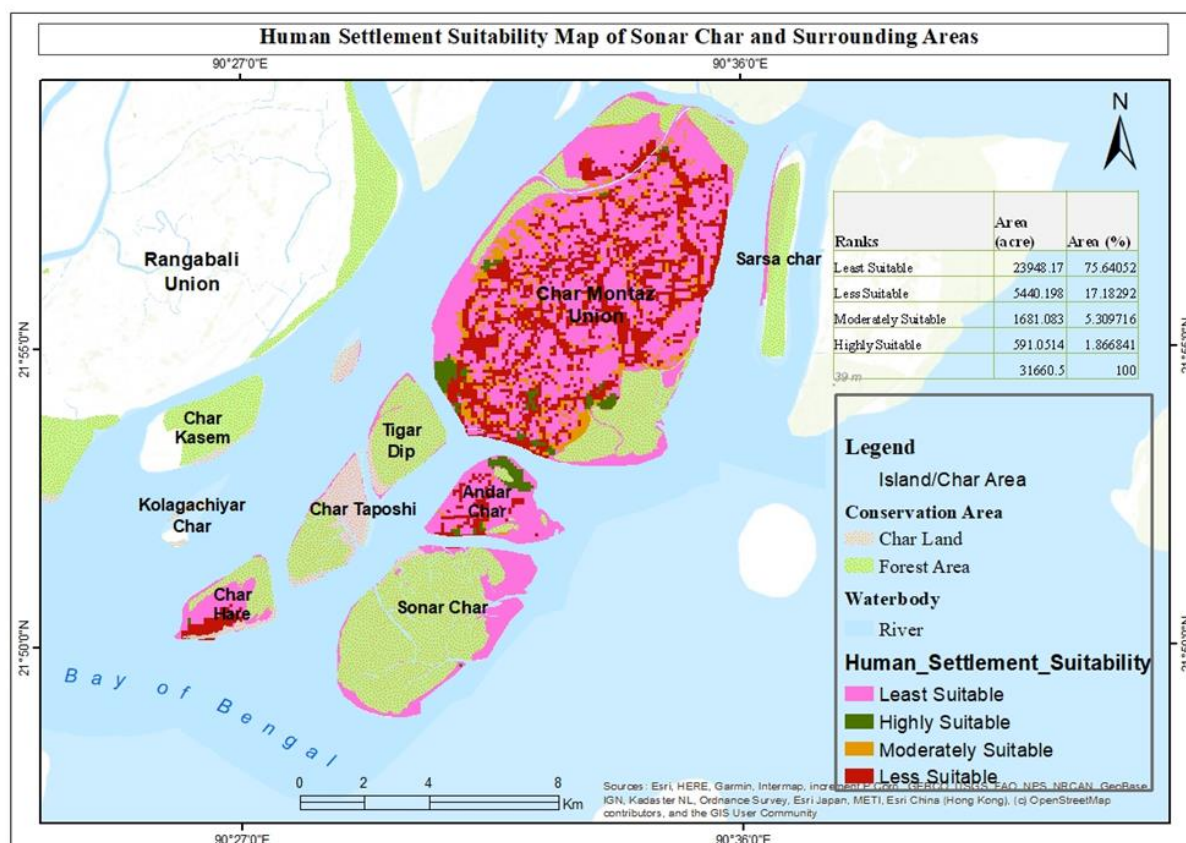 Human Settlement Suitability Map of Sonar Char and Surrounding Areas
90°27'0"E
90°36'0"E
N
Ranks Area (acre) Area (%)
Least Suitable 23948.17 75.64052
Less Suitable 5440.198 17.18292
Moderately Suitable 1681.083 5.309716
Highly Suitable 591.0514 1.866841
31660.5 100
39 m
Rangabali
Union
Sarsa char
Char Montaz
Union
21°55'0"N
21°55'0"N
Char
Kasem
Tigar
Dip
Kolagachiyar
Char
Char Taposhi
Andar
Char
Char
Hare
Sonar Char
21°50'0"N
21°50'0"N
Bay of Bengal
Legend
Island/Char Area
Conservation Area
Char Land
Forest Area
Waterbody
River
Human_Settlement_Suitability
Least Suitable
Highly Suitable
Moderately Suitable
Less Suitable
0 2 4 8
Km
Sources: Esri, HERE, Garmin, Intermap, increment P Corp., GEBCO, USGS, FAO, NPS, NRCAN, GeoBase,
IGN, Kadaster NL, Ordnance Survey, Esri Japan, METI, Esri China (Hong Kong), (c) OpenStreetMap
contributors, and the GIS User Community
90°27'0"E
90°36'0"E